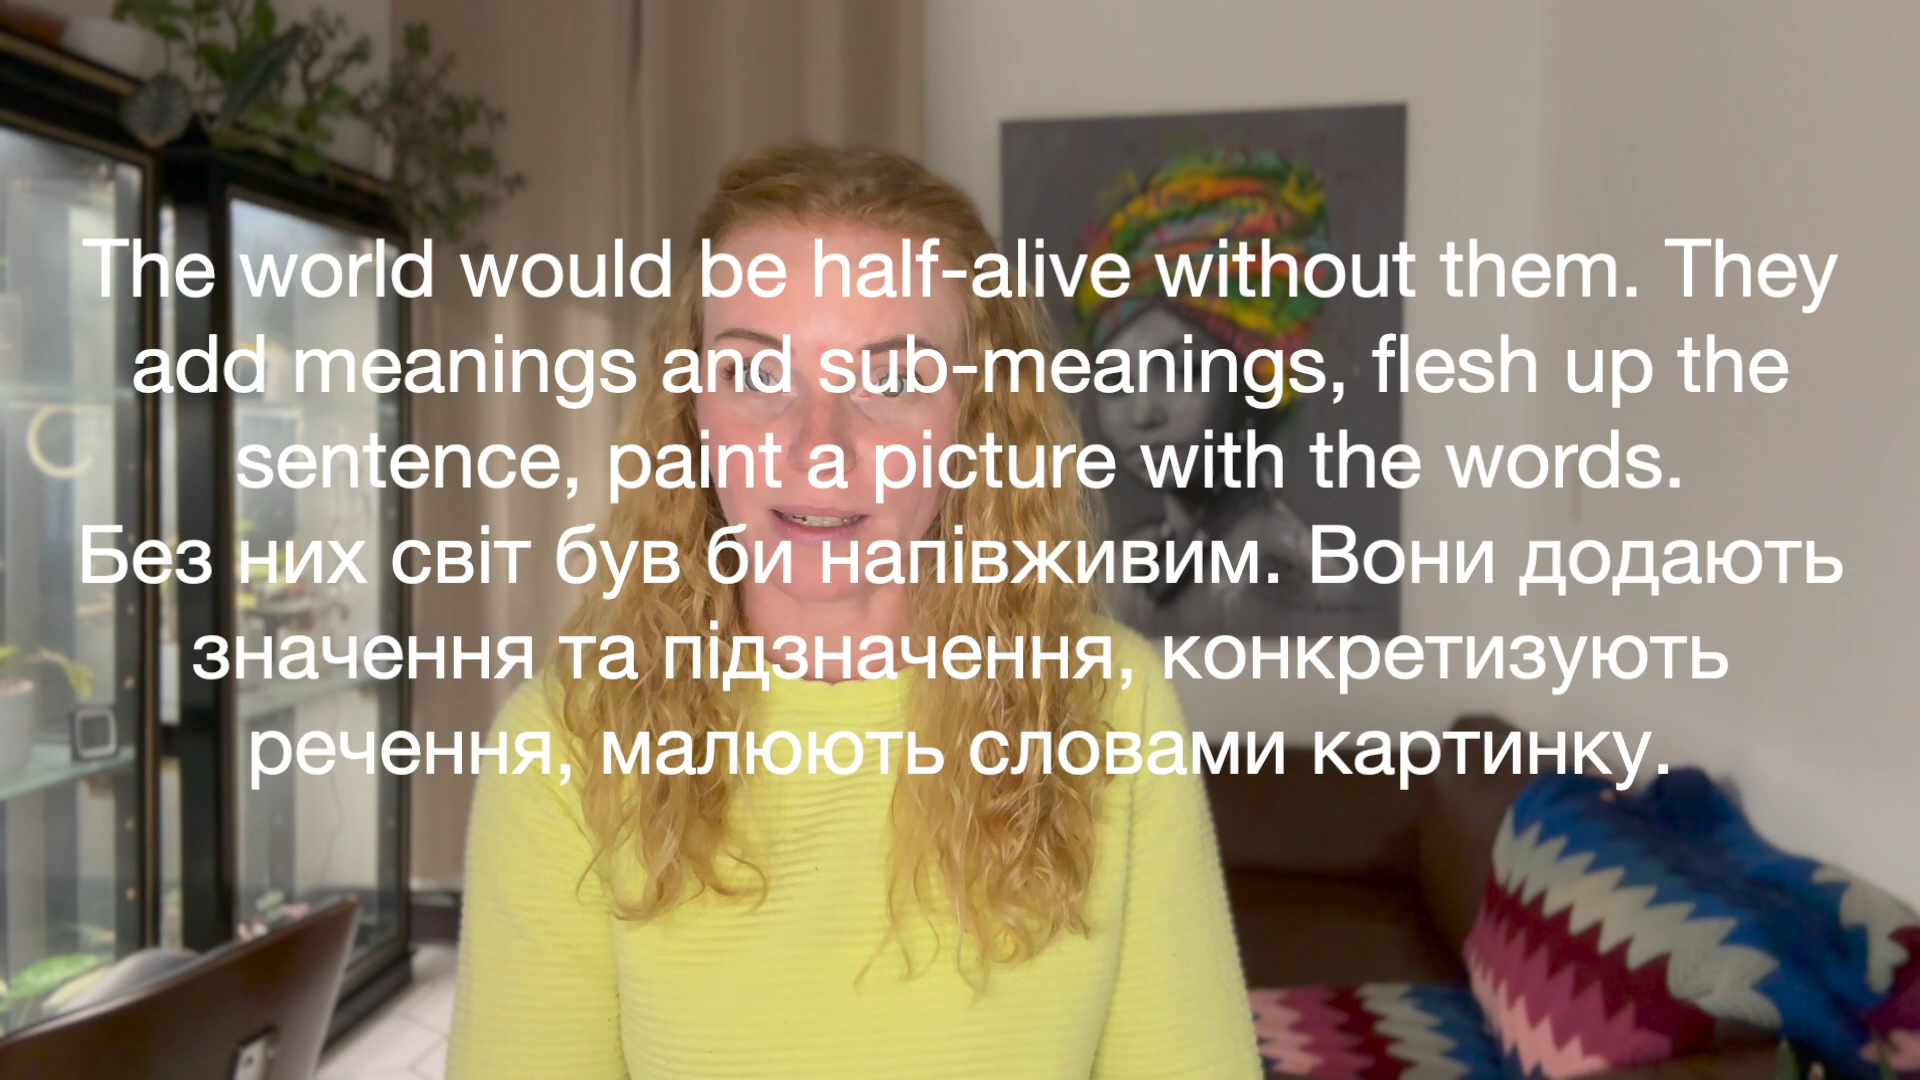 The world would be half-alive without them. They
add meanings and sub-meanings, flesh up the
sentence, paint a picture with the words.
Без них світ був би напівживим. Вони додають
значення та підзначення, конкретизують
речення, малюють словами картинку.